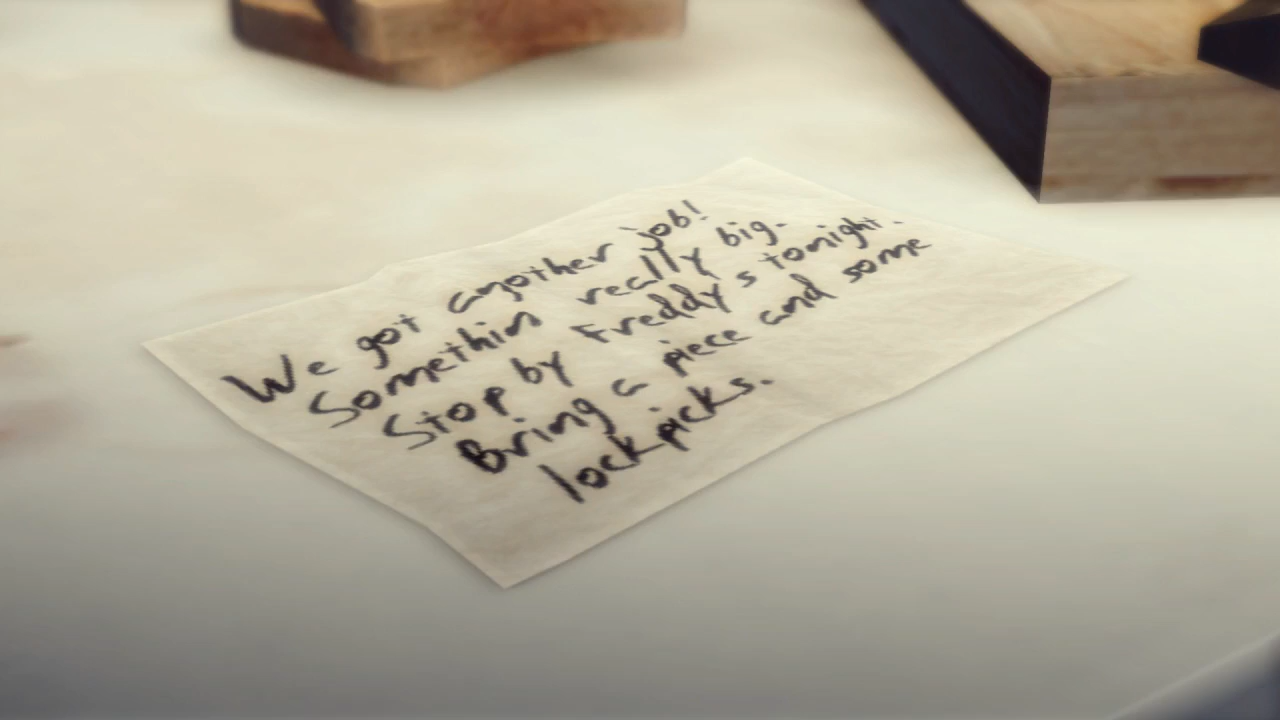 We got another job!
Somethin really big.
Stop by Freddy's tonight.
Bring a piece and some
lockpicks.